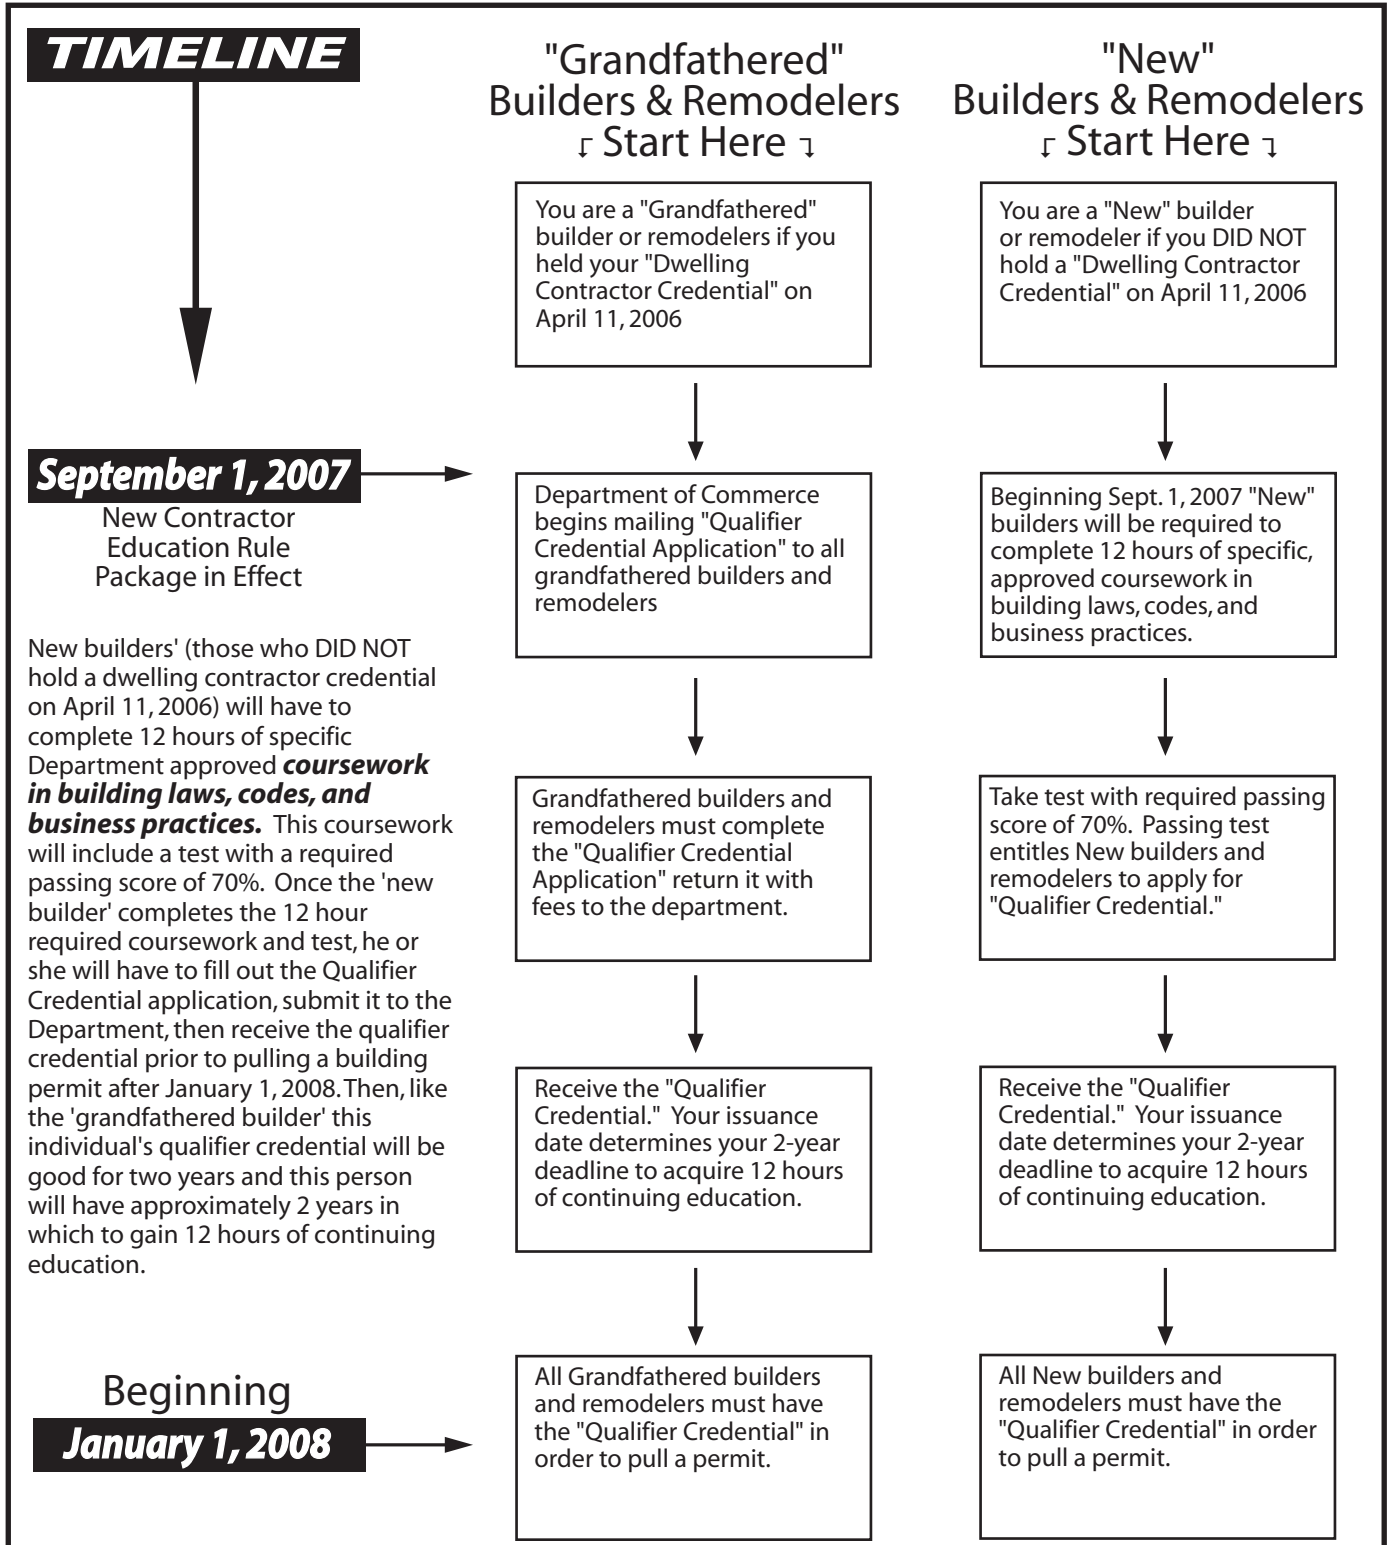 TIMELINE
"Grandfathered"
Builders & Remodelers
Start Here
"New"
Builders & Remodelers
Start Here
You are a "Grandfathered"
builder or remodelers if you
held your "Dwelling
Contractor Credential" on
April 11, 2006
You are a "New" builder
or remodeler if you DID NOT
hold a "Dwelling Contractor
Credential" on April 11, 2006
September 1, 2007
New Contractor
Education Rule
Package in Effect
Department of Commerce
begins mailing "Qualifier
Credential Application" to all
grandfathered builders and
remodelers
Beginning Sept. 1, 2007 "New"
builders will be required to
complete 12 hours of specific,
approved coursework in
building laws, codes, and
business practices.
New builders' (those who DID NOT
hold a dwelling contractor credential
on April 11, 2006) will have to
complete 12 hours of specific
Department approved coursework
in building laws, codes, and
business practices. This coursework
will include a test with a required
passing score of 70%. Once the 'new
builder' completes the 12 hour
required coursework and test, he or
she will have to fill out the Qualifier
Credential application, submit it to the
Department, then receive the qualifier
credential prior to pulling a building
permit after January 1, 2008. Then, like
the 'grandfathered builder' this
individual's qualifier credential will be
good for two years and this person
will have approximately 2 years in
which to gain 12 hours of continuing
education.
Grandfathered builders and
remodelers must complete
the "Qualifier Credential
Application" return it with
fees to the department.
Take test with required passing
score of 70%. Passing test
entitles New builders and
remodelers to apply for
"Qualifier Credential."
Receive the "Qualifier
Credential." Your issuance
date determines your 2-year
deadline to acquire 12 hours
of continuing education.
Receive the "Qualifier
Credential." Your issuance
date determines your 2-year
deadline to acquire 12 hours
of continuing education.
Beginning
January 1, 2008
All Grandfathered builders
and remodelers must have
the "Qualifier Credential" in
order to pull a permit.
All New builders and
remodelers must have the
"Qualifier Credential" in order
to pull a permit.